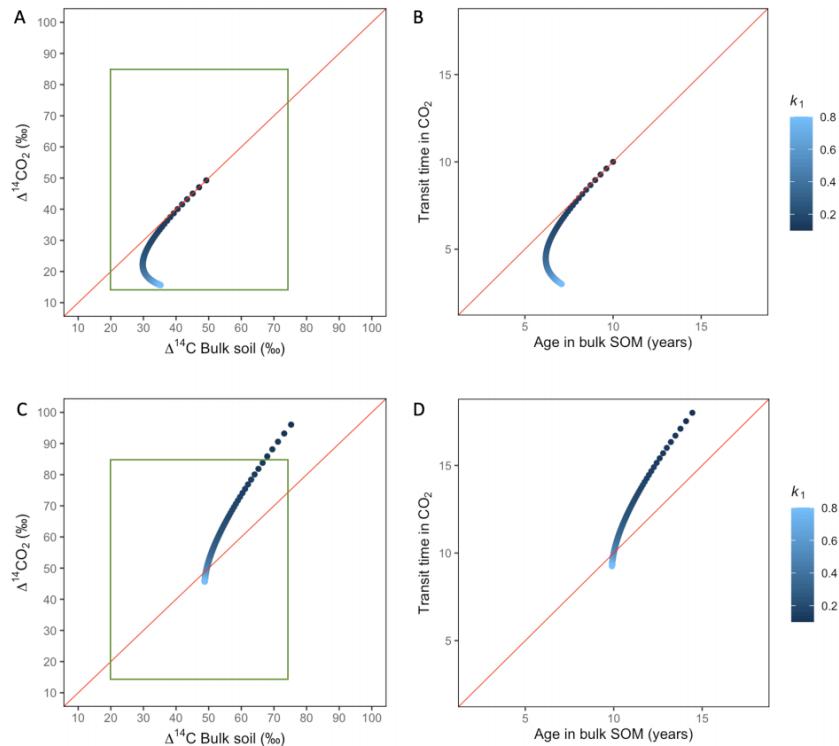 A
100
90
80
70
60
50
40
30
20
10
Δ¹⁴CO₂ (‰)
10 20 30 40 50 60 70 80 90 100
Δ¹⁴C Bulk soil (‰)
B
15
10
5
Transit time in CO₂
5 10 15
Age in bulk SOM (years)
k₁
0.8
0.6
0.4
0.2
C
100
90
80
70
60
50
40
30
20
10
Δ¹⁴CO₂ (‰)
10 20 30 40 50 60 70 80 90 100
Δ¹⁴C Bulk soil (‰)
D
15
10
5
Transit time in CO₂
5 10 15
Age in bulk SOM (years)
k₁
0.8
0.6
0.4
0.2